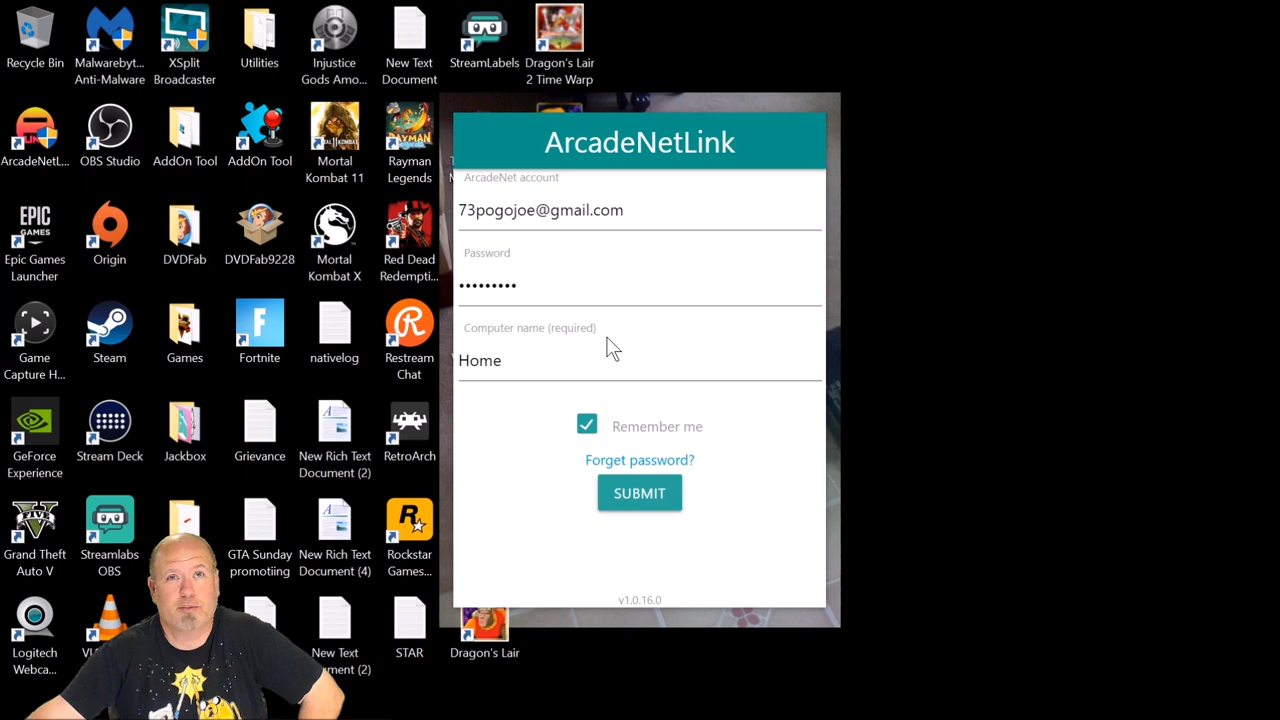 Recycle Bin
Malwarebyt...
Anti-Malware
XSplit
Broadcaster
Utilities
Injustice
Gods Amo...
New Text
Document
StreamLabels
Dragon's Lair
2 Time Warp
ArcadeNetL...
OBS Studio
AddOn Tool
AddOn Tool
Mortal
Kombat 11
Rayman
Legends
EPIC
GAMES
Epic Games
Launcher
Origin
DVDFab
DVDFab9228
Mortal
Kombat X
Red Dead
Redempti...
Game
Capture H...
Steam
Games
Fortnite
nativelog
Restream
Chat
GeForce
Experience
Stream Deck
Jackbox
Grievance
New Rich Text
Document (2)
RetroArch
Grand Theft
Auto V
Streamlabs
OBS
GTA Sunday
promotiing
New Rich Text
Document (4)
Rockstar
Games...
Logitech
Webca...
New Text
STAR
Dragon's Lair
ArcadeNetLink
ArcadeNet account
73pogojoe@gmail.com
Password
•••••••••
Computer name (required)
Home
Remember me
Forget password?
SUBMIT
v1.0.16.0